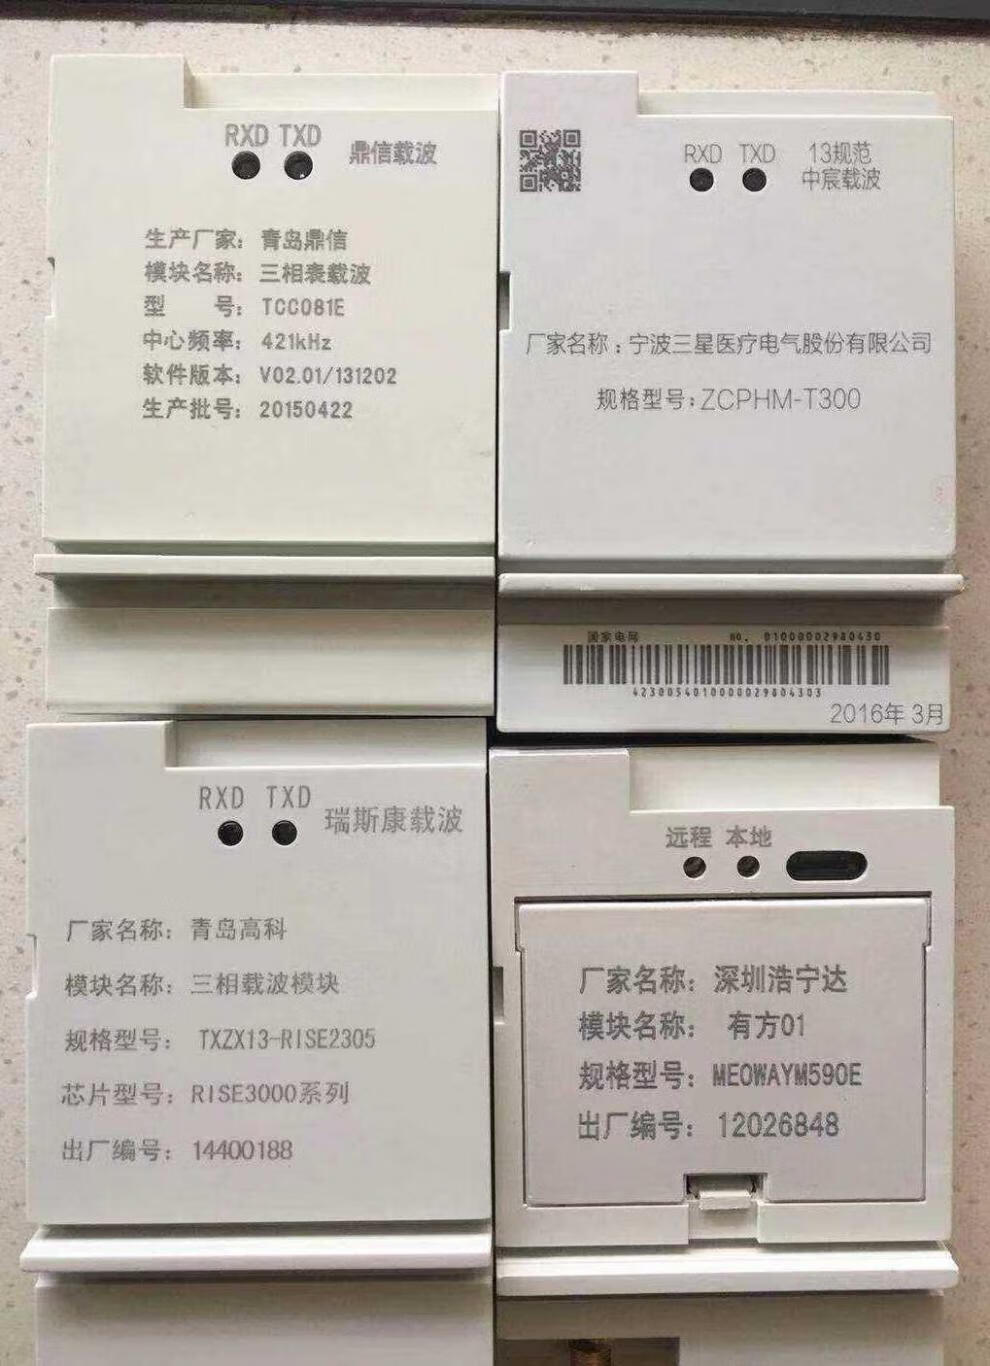 RXD TXD 鼎信载波
生产厂家：青岛鼎信
模块名称：三相表载波
型 号：TCC081E
中心频率：421kHz
软件版本：V02.01/131202
生产批号：20150422
RXD TXD 13规范
中宸载波
厂家名称：宁波三星医疗电气股份有限公司
规格型号：ZCPHM-T300
国家电网 NO. 01000002980430
4230054010000029804303
2016年3月
RXD TXD 瑞斯康载波
厂家名称：青岛高科
模块名称：三相载波模块
规格型号：TXZX13-RISE2305
芯片型号：RISE3000系列
出厂编号：14400188
远程 本地
厂家名称：深圳浩宁达
模块名称：有方01
规格型号：MEOWAYM590E
出厂编号：12026848